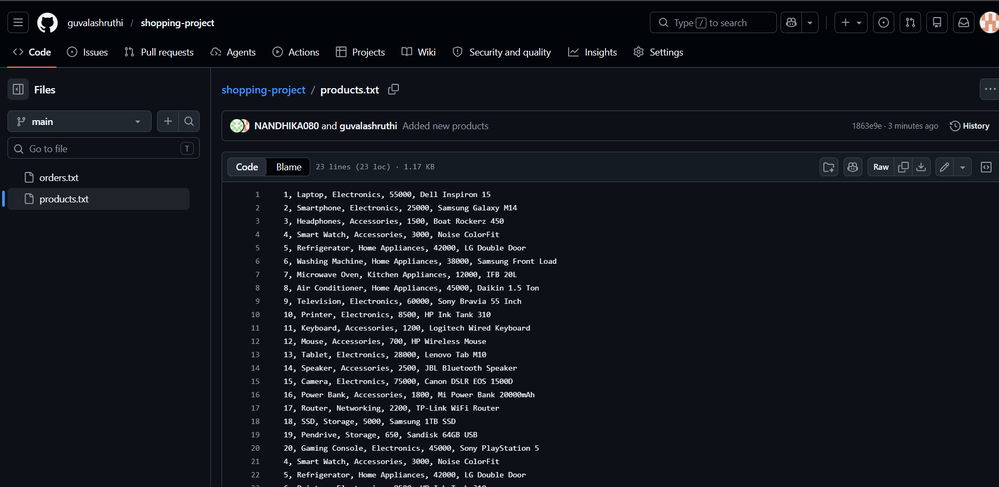 guvalashruthi / shopping-project
Type / to search
Code
Issues
Pull requests
Agents
Actions
Projects
Wiki
Security and quality
Insights
Settings
Files
main
Go to file
T
orders.txt
products.txt
shopping-project / products.txt
NANDHIKA080 and guvalashruthi Added new products
1863e9e · 3 minutes ago
History
Code
Blame
23 lines (23 loc) · 1.17 KB
Raw
1 1, Laptop, Electronics, 55000, Dell Inspiron 15
2 2, Smartphone, Electronics, 25000, Samsung Galaxy M14
3 3, Headphones, Accessories, 1500, Boat Rockerz 450
4 4, Smart Watch, Accessories, 3000, Noise ColorFit
5 5, Refrigerator, Home Appliances, 42000, LG Double Door
6 6, Washing Machine, Home Appliances, 38000, Samsung Front Load
7 7, Microwave Oven, Kitchen Appliances, 12000, IFB 20L
8 8, Air Conditioner, Home Appliances, 45000, Daikin 1.5 Ton
9 9, Television, Electronics, 60000, Sony Bravia 55 Inch
10 10, Printer, Electronics, 8500, HP Ink Tank 310
11 11, Keyboard, Accessories, 1200, Logitech Wired Keyboard
12 12, Mouse, Accessories, 700, HP Wireless Mouse
13 13, Tablet, Electronics, 28000, Lenovo Tab M10
14 14, Speaker, Accessories, 2500, JBL Bluetooth Speaker
15 15, Camera, Electronics, 75000, Canon DSLR EOS 1500D
16 16, Power Bank, Accessories, 1800, Mi Power Bank 20000mAh
17 17, Router, Networking, 2200, TP-Link WiFi Router
18 18, SSD, Storage, 5000, Samsung 1TB SSD
19 19, Pendrive, Storage, 650, Sandisk 64GB USB
20 20, Gaming Console, Electronics, 45000, Sony PlayStation 5
21 4, Smart Watch, Accessories, 3000, Noise ColorFit
22 5, Refrigerator, Home Appliances, 42000, LG Double Door